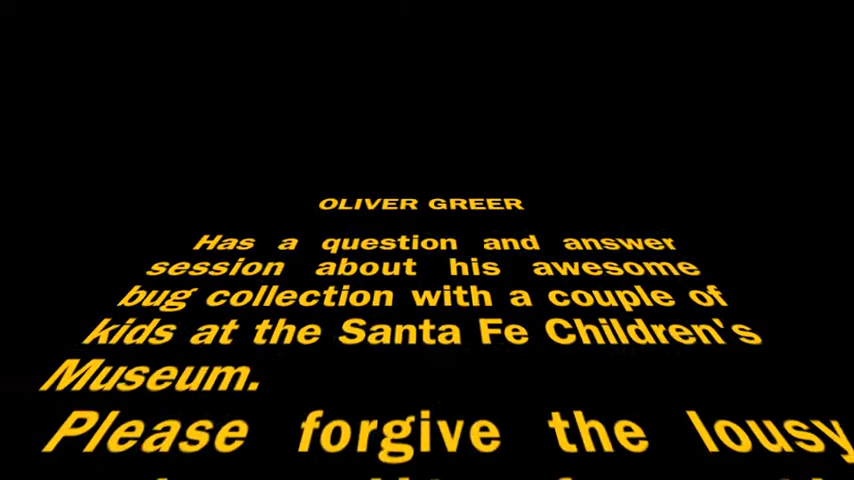 OLIVER GREER
Has a question and answer
session about his awesome
bug collection with a couple of
kids at the Santa Fe Children's
Museum.
Please forgive the lousy